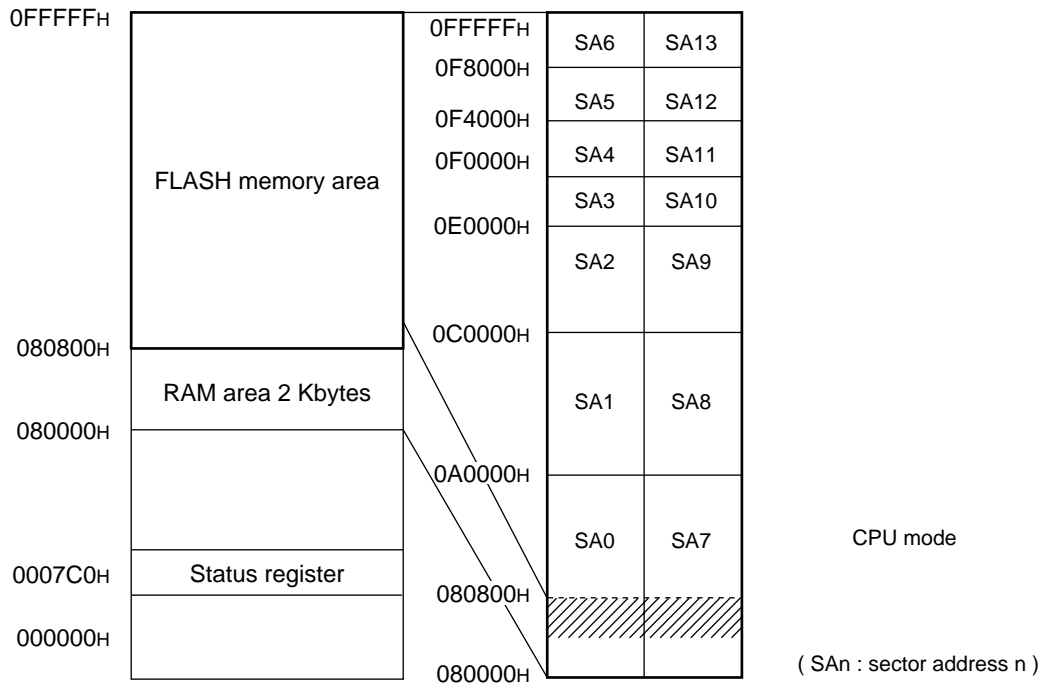 0FFFFFH
FLASH memory area
080800H
RAM area 2 Kbytes
080000H
0007C0H
Status register
000000H
0FFFFFH
SA6 SA13
0F8000H
SA5 SA12
0F4000H
0F0000H
SA4 SA11
SA3 SA10
0E0000H
SA2 SA9
0C0000H
SA1 SA8
0A0000H
SA0 SA7
080800H
080000H
CPU mode
( SAn : sector address n )